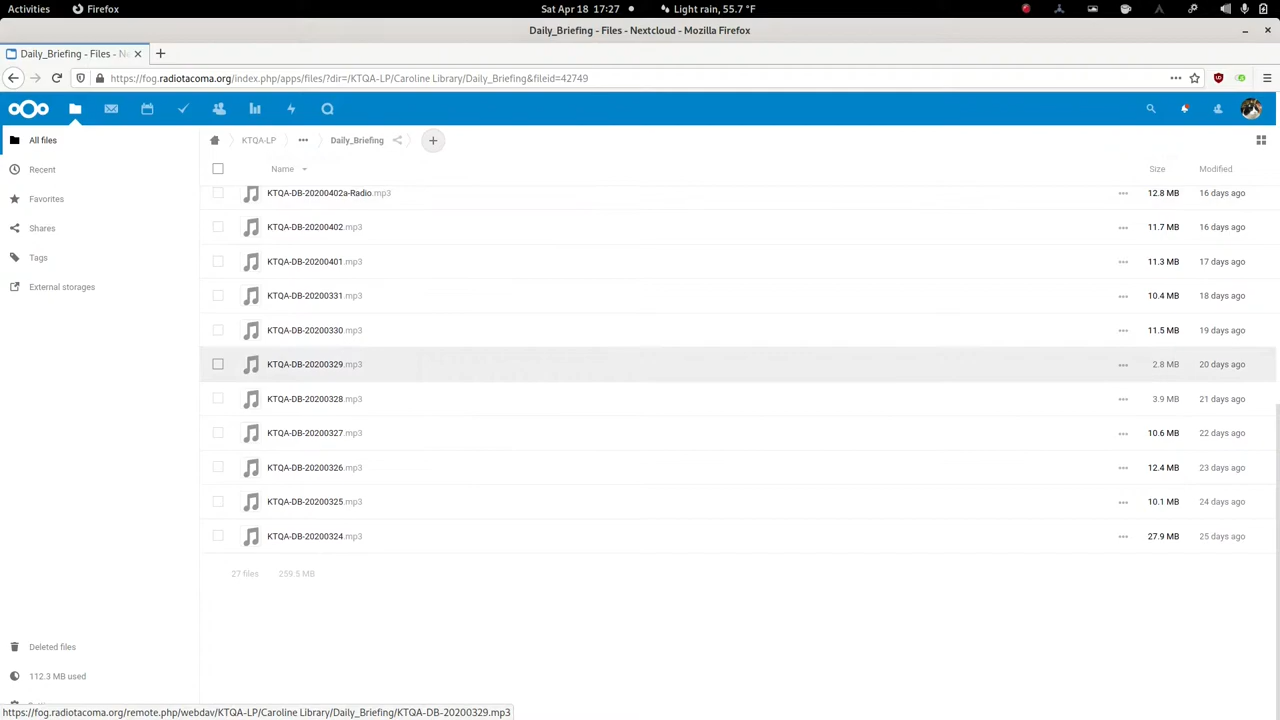 Activities Firefox Sat Apr 18 17:27 Light rain, 55.7 °F
Daily_Briefing - Files - Nextcloud - Mozilla Firefox
Daily_Briefing - Files - Ne
https://fog.radiotacoma.org/index.php/apps/files/?dir=/KTQA-LP/Caroline Library/Daily_Briefing&fileid=42749
All files KTQA-LP Daily_Briefing
Recent Name Size Modified
KTQA-DB-20200402a-Radio.mp3 12.8 MB 16 days ago
Favorites
Shares KTQA-DB-20200402.mp3 11.7 MB 16 days ago
Tags KTQA-DB-20200401.mp3 11.3 MB 17 days ago
External storages KTQA-DB-20200331.mp3 10.4 MB 18 days ago
KTQA-DB-20200330.mp3 11.5 MB 19 days ago
KTQA-DB-20200329.mp3 2.8 MB 20 days ago
KTQA-DB-20200328.mp3 3.9 MB 21 days ago
KTQA-DB-20200327.mp3 10.6 MB 22 days ago
KTQA-DB-20200326.mp3 12.4 MB 23 days ago
KTQA-DB-20200325.mp3 10.1 MB 24 days ago
KTQA-DB-20200324.mp3 27.9 MB 25 days ago
27 files 259.5 MB
Deleted files
112.3 MB used
https://fog.radiotacoma.org/remote.php/webdav/KTQA-LP/Caroline Library/Daily_Briefing/KTQA-DB-20200329.mp3